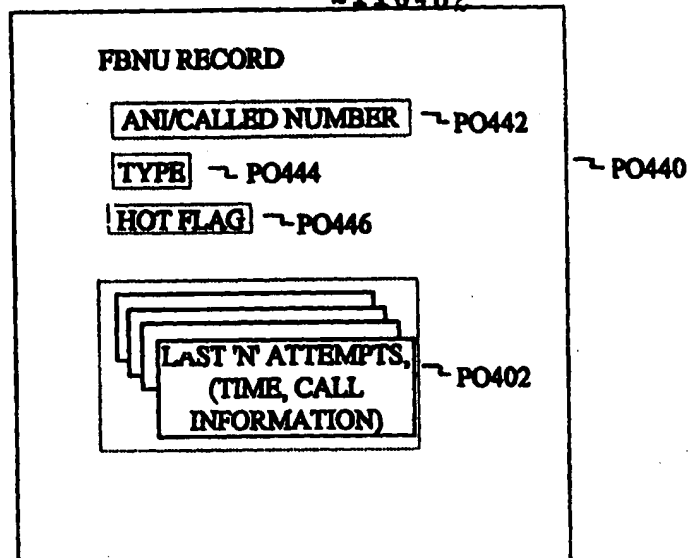 FBNU RECORD
ANI/CALLED NUMBER PO442
TYPE PO444
PO440
HOT FLAG PO446
LAST 'N' ATTEMPTS,
(TIME, CALL
INFORMATION)
PO402